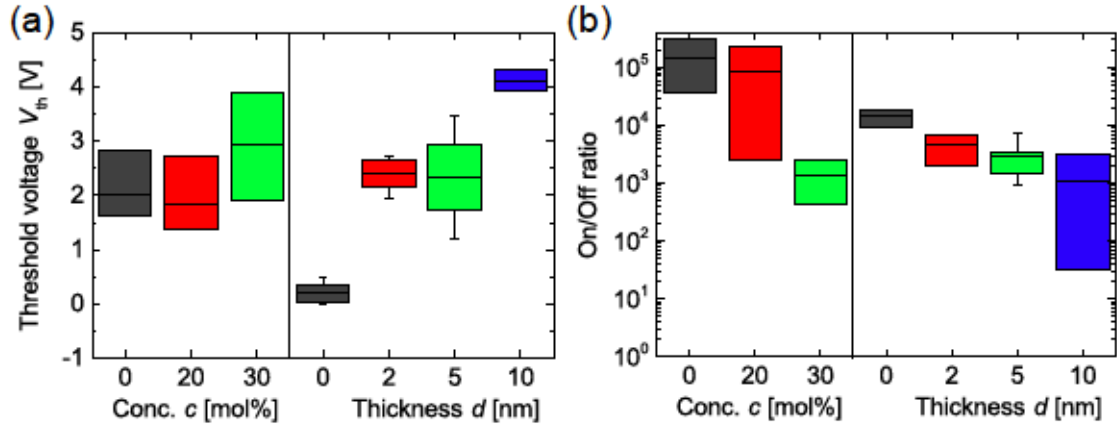 (a)
Threshold voltage Vth [V]
5
4
3
2
1
0
-1
0 20 30 0 2 5 10
Conc. c [mol%] Thickness d [nm]
(b)
On/Off ratio
10^5
10^4
10^3
10^2
10^1
10^0
0 20 30 0 2 5 10
Conc. c [mol%] Thickness d [nm]